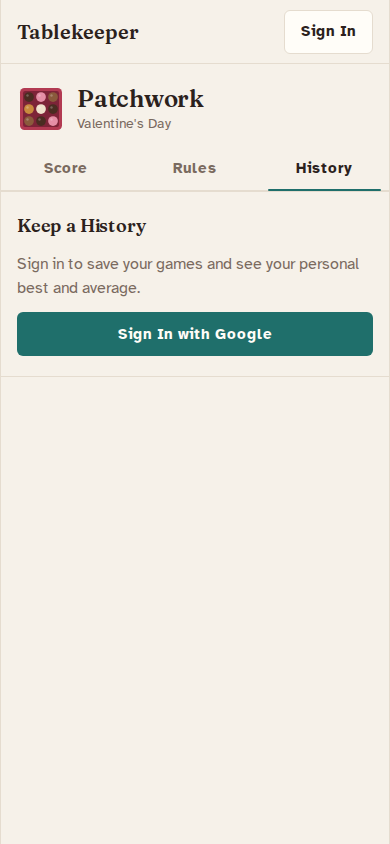 Tablekeeper
Sign In
Patchwork
Valentine's Day
Score
Rules
History
Keep a History
Sign in to save your games and see your personal
best and average.
Sign In with Google